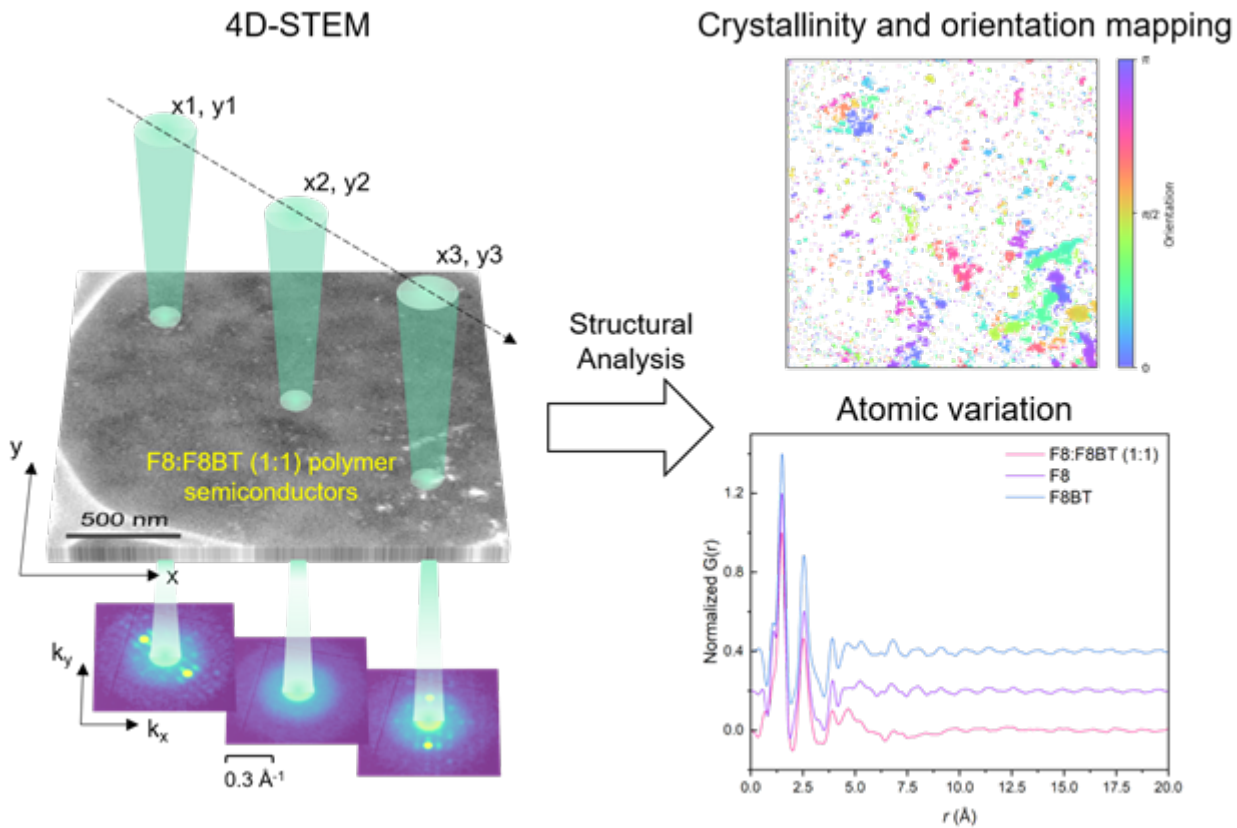 4D-STEM
x1, y1
x2, y2
x3, y3
F8:F8BT (1:1) polymer
semiconductors
500 nm
y
x
ky
kx
0.3 Å-1
Structural
Analysis
Crystallinity and orientation mapping
π
π/2
0
Orientation
Atomic variation
F8:F8BT (1:1)
F8
F8BT
Normalized G(r)
1.2
0.8
0.4
0.0
0.0 2.5 5.0 7.5 10.0 12.5 15.0 17.5 20.0
r (Å)